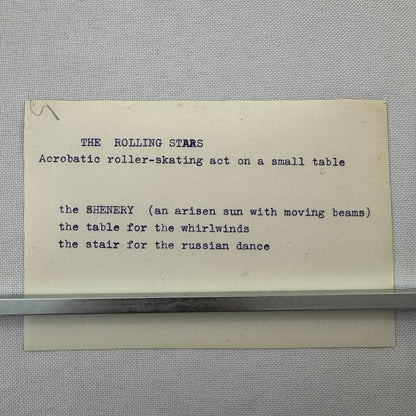 THE ROLLING STARS
Acrobatic roller-skating act on a small table
the SHENERY (an arisen sun with moving beams)
the table for the whirlwinds
the stair for the russian dance